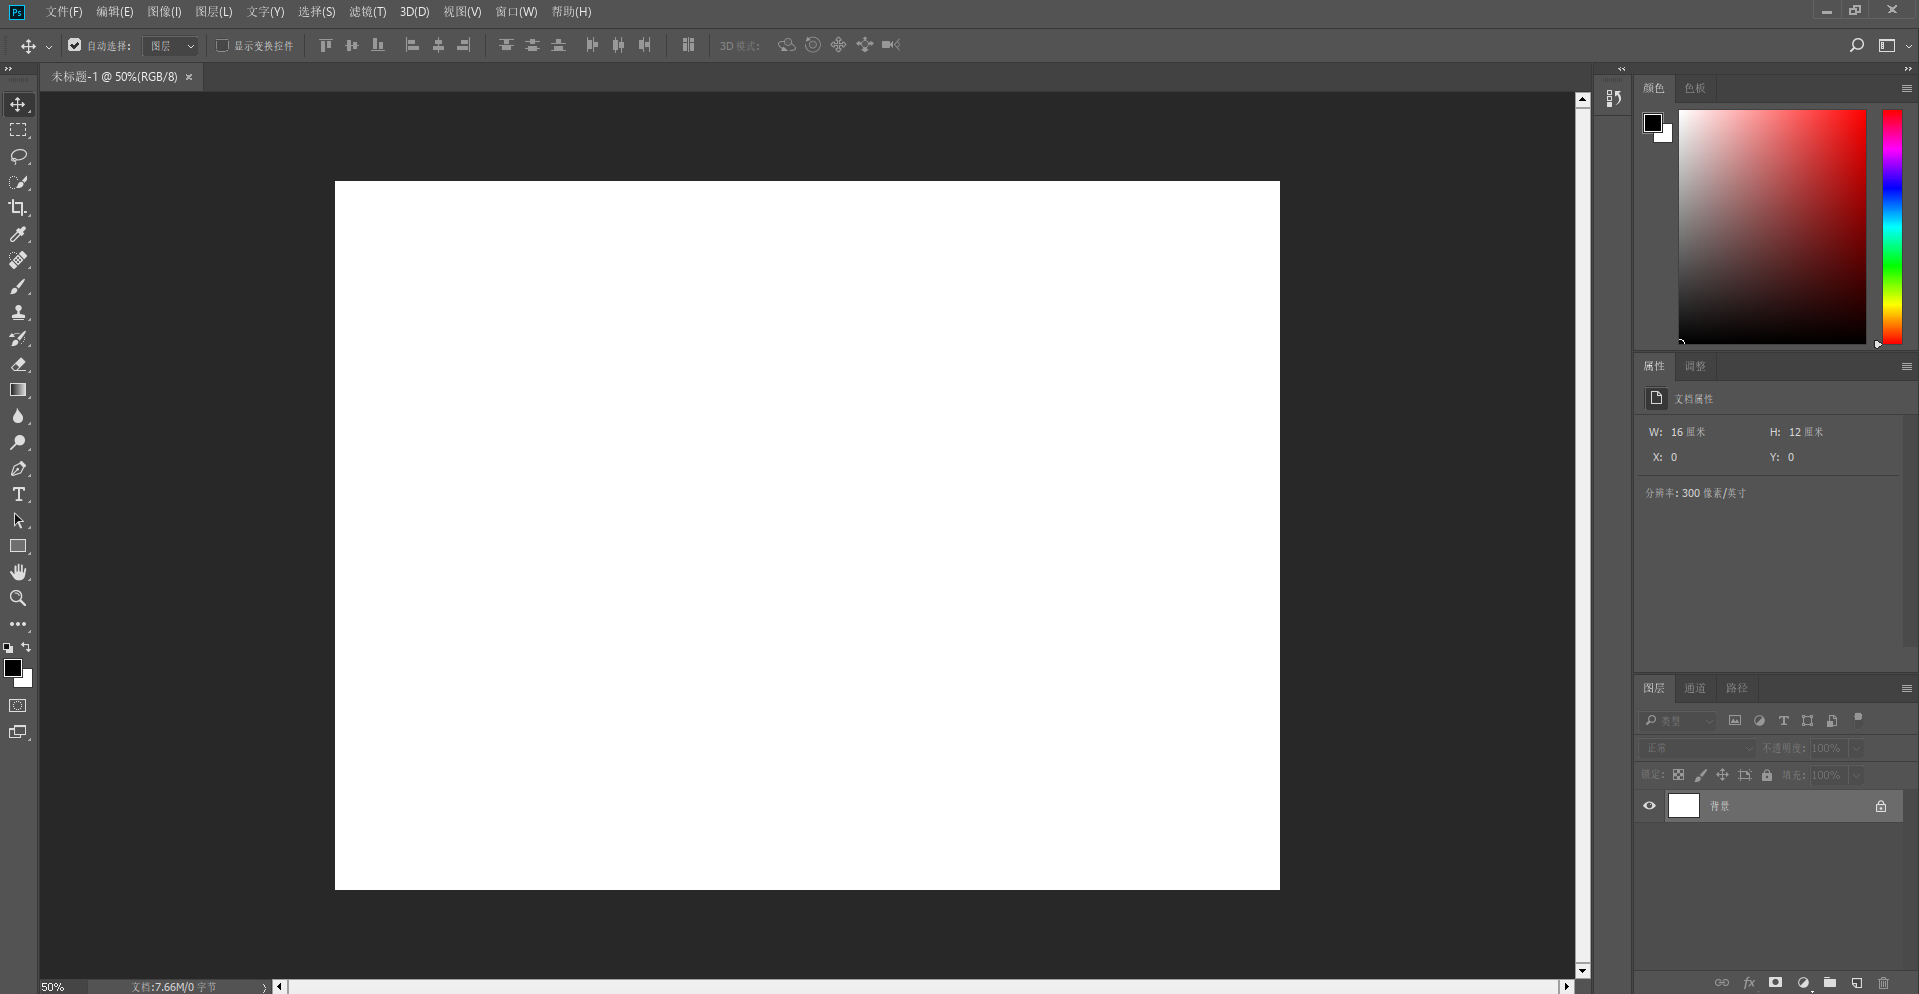 Ps 文件(F) 编辑(E) 图像(I) 图层(L) 文字(Y) 选择(S) 滤镜(T) 3D(D) 视图(V) 窗口(W) 帮助(H)
自动选择: 图层 显示变换控件 3D 模式:
未标题-1 @ 50%(RGB/8) ×
颜色 色板
属性 调整
文档属性
W: 16 厘米 H: 12 厘米
X: 0 Y: 0
分辨率: 300 像素/英寸
图层 通道 路径
类型
正常 不透明度: 100%
锁定: 填充: 100%
背景
fx
50% 文档:7.66M/0 字节